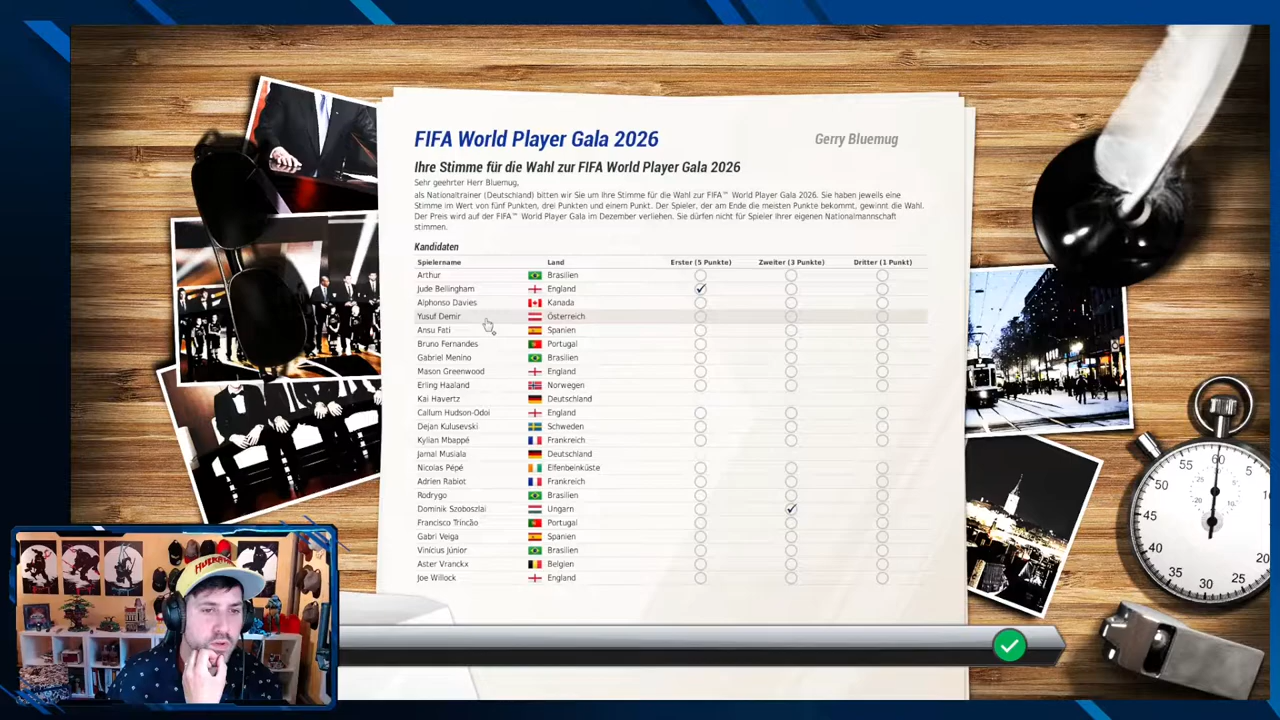 FIFA World Player Gala 2026
Gerry Bluemug
Ihre Stimme für die Wahl zur FIFA World Player Gala 2026
Sehr geehrter Herr Bluemug,
als Nationaltrainer (Deutschland) bitten wir Sie um Ihre Stimme für die Wahl zur FIFA™ World Player Gala 2026. Sie haben jeweils eine
Stimme im Wert von fünf Punkten, drei Punkten und einem Punkt. Der Spieler, der am Ende die meisten Punkte bekommt, gewinnt die Wahl.
Der Preis wird auf der FIFA™ World Player Gala im Dezember verliehen. Sie dürfen nicht für Spieler Ihrer eigenen Nationalmannschaft
stimmen.
Kandidaten
Spielername Land Erster (5 Punkte) Zweiter (3 Punkte) Dritter (1 Punkt)
Arthur Brasilien
Jude Bellingham England
Alphonso Davies Kanada
Yusuf Demir Österreich
Ansu Fati Spanien
Bruno Fernandes Portugal
Gabriel Menino Brasilien
Mason Greenwood England
Erling Haaland Norwegen
Kai Havertz Deutschland
Callum Hudson-Odoi England
Dejan Kulusevski Schweden
Kylian Mbappé Frankreich
Jamal Musiala Deutschland
Nicolas Pépé Elfenbeinküste
Adrien Rabiot Frankreich
Rodrygo Brasilien
Dominik Szoboszlai Ungarn
Francisco Trincão Portugal
Gabri Veiga Spanien
Vinícius Júnior Brasilien
Aster Vranckx Belgien
Joe Willock England
60
55
50
45
40
35
30
25